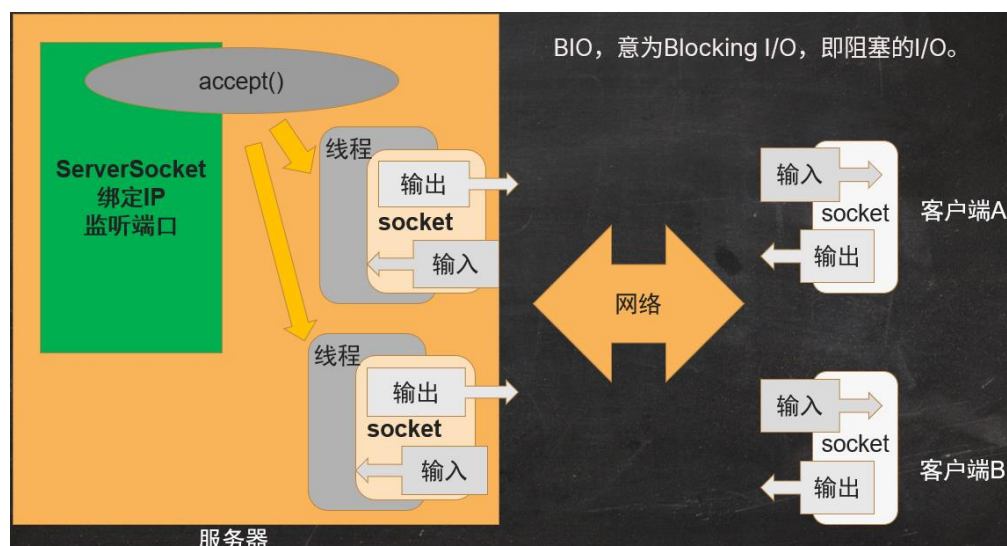 BIO，意为Blocking I/O，即阻塞的I/O。
accept()
ServerSocket
绑定IP
监听端口
线程
输出
socket
输入
线程
输出
socket
输入
服务器
网络
输入
socket
输出
客户端A
输入
socket
输出
客户端B